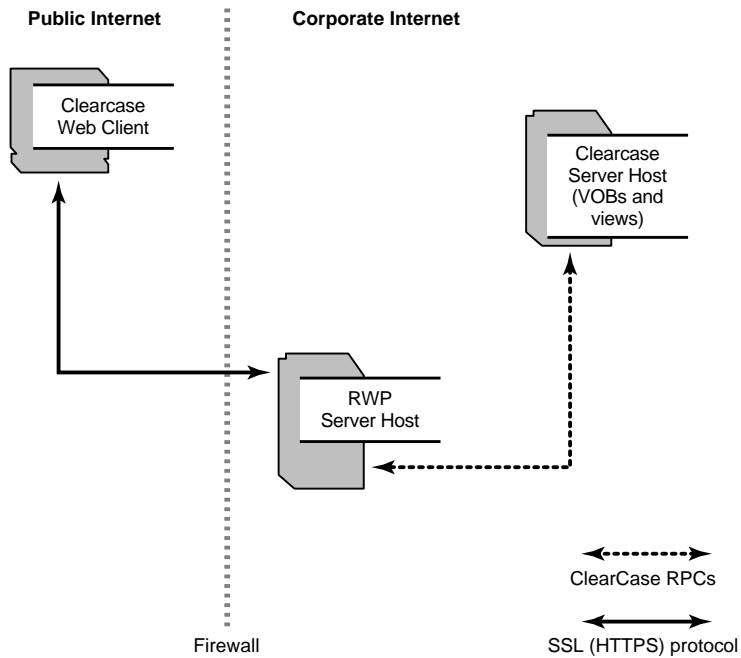 Public Internet
Corporate Internet
Clearcase
Web Client
Clearcase
Server Host
(VOBs and
views)
RWP
Server Host
ClearCase RPCs
Firewall
SSL (HTTPS) protocol